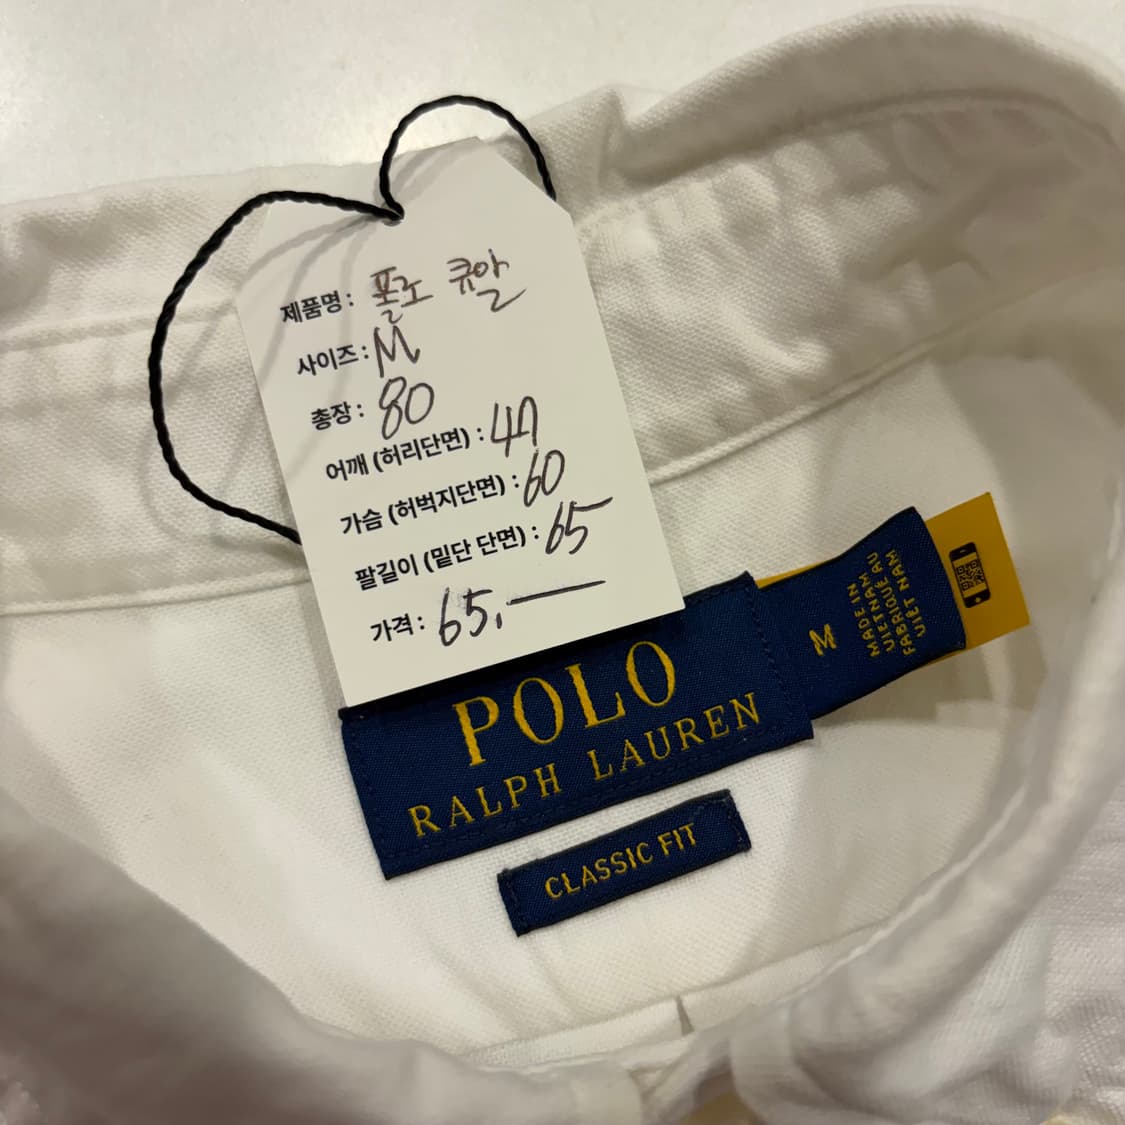 제품명 : 폴로 큐알
사이즈 : M
총장 : 80
어깨 (허리단면) : 47
가슴 (허벅지단면) : 60
팔길이 (밑단 단면) : 65
가격 : 65,—
POLO
RALPH LAUREN
CLASSIC FIT
M
MADE IN
VIETNAM
FABRIQUÉ AU
VIET NAM